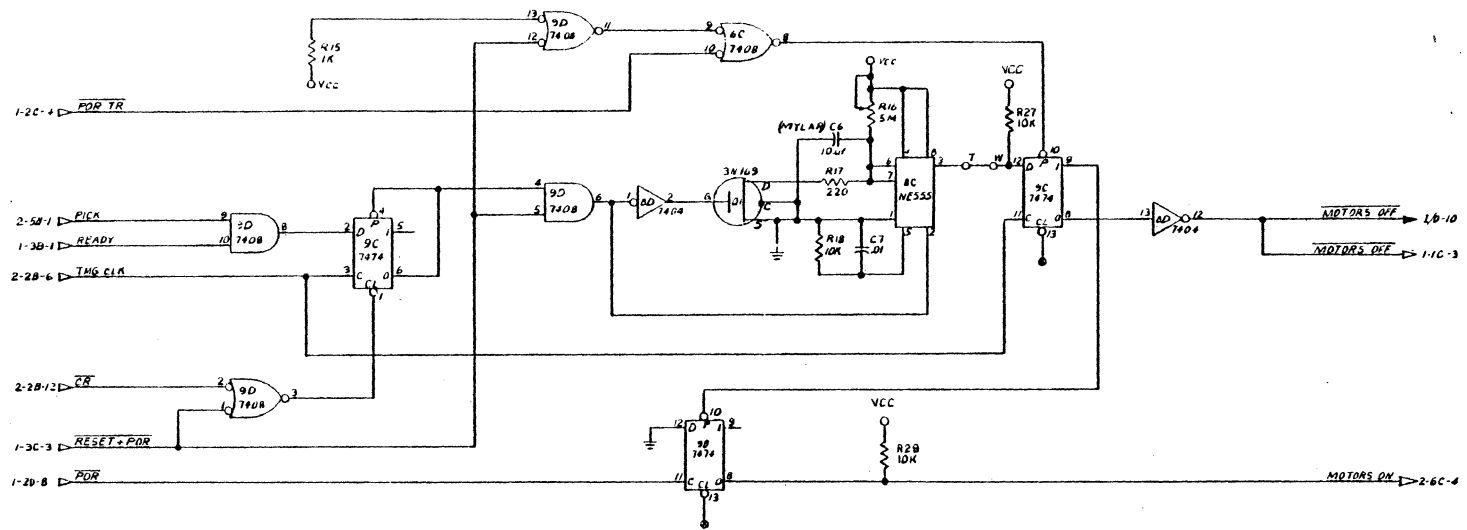 13
9D
7408
11
12
R15
1K
VCC
9
6C
7408
8
10
1-2C-4 POR TR
VCC
R16
5M
(MYLAR) C6
10uf
VCC
R27
10K
3N169
D
G
Q1
C
S
R17
220
6
7
4
8
3
8C
NE555
1
5
2
T
W
12
10
D
P
1
9
9C
7474
11
C
CL
0
8
13
R18
10K
C7
.01
2-5B-1 PICK
1-3B-1 READY
2-2B-6 TMG CLK
9
10
7408
8
2
4
D
P
1
5
9C
7474
3
C
CL
0
6
1
4
5
9D
7408
6
1
8D
2
7404
13
8D
12
7404
MOTORS OFF 1/0-10
MOTORS OFF 1-1C-3
2-2B-12 CR
2
1
9D
7408
3
1-3C-3 RESET + POR
1-2D-8 POR
12
10
D
P
1
9
9B
7474
11
C
CL
0
8
13
VCC
R28
10K
MOTORS ON 2-6C-4